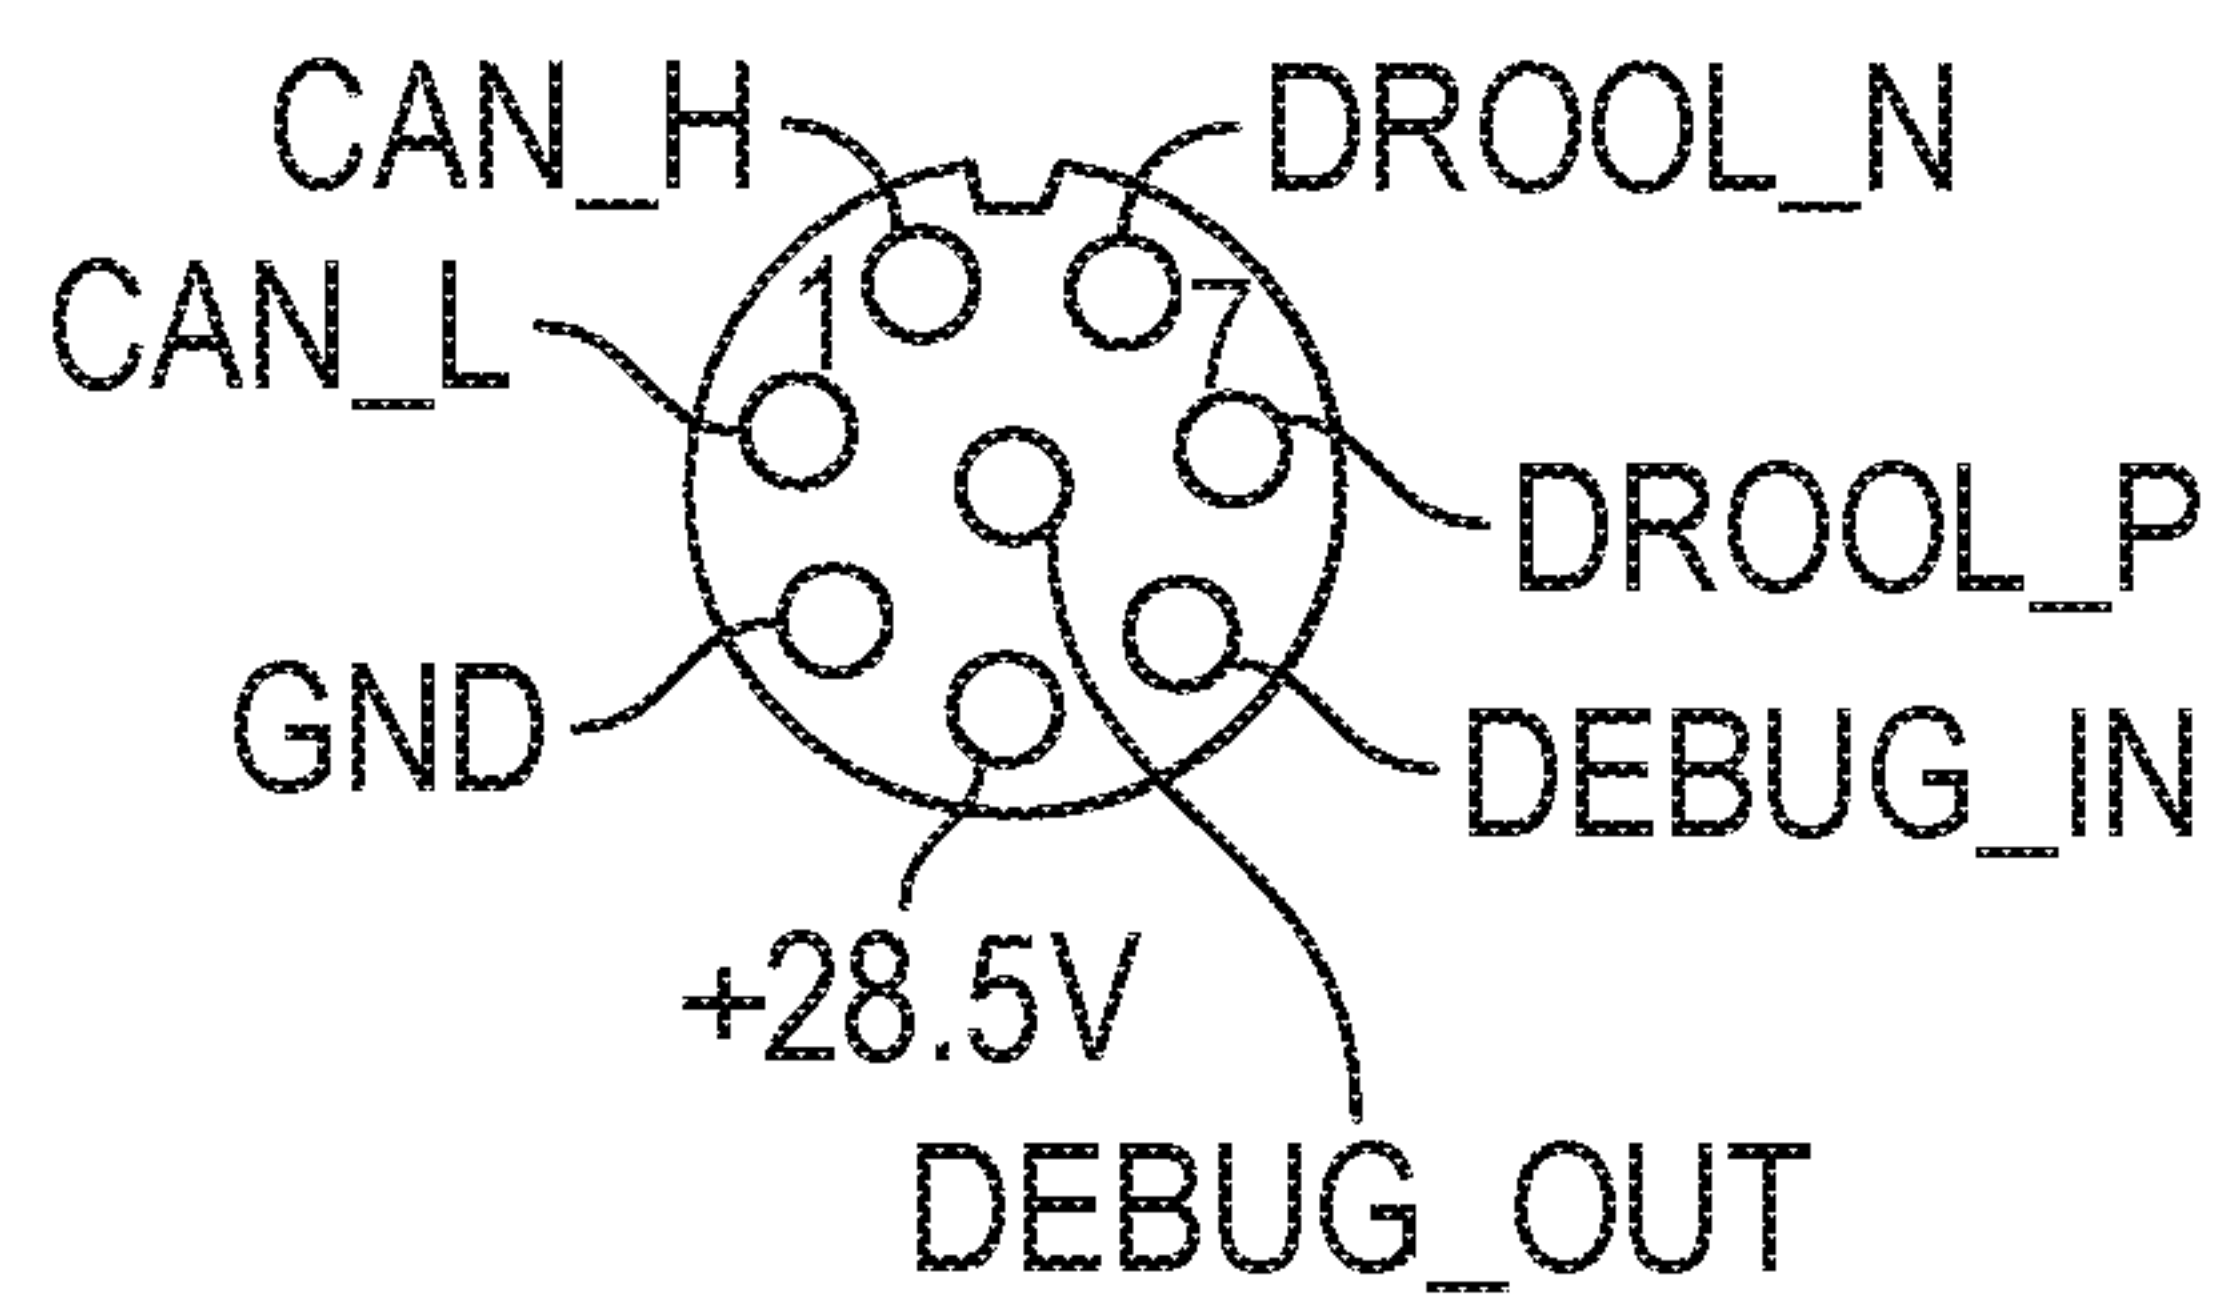 CAN_H
DROOL_N
CAN_L
1
7
DROOL_P
GND
DEBUG_IN
+28.5V
DEBUG_OUT